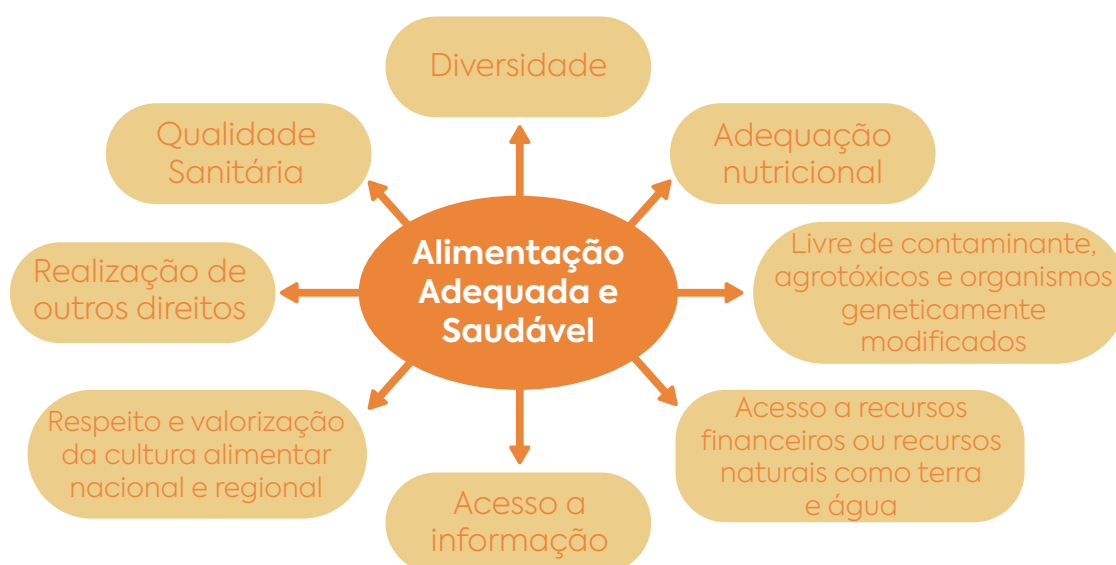 Diversidade
Qualidade
Sanitária
Adequação
nutricional
Alimentação
Adequada e
Saudável
Livre de contaminante,
agrotóxicos e organismos
geneticamente
modificados
Realização de
outros direitos
Respeito e valorização
da cultura alimentar
nacional e regional
Acesso a recursos
financeiros ou recursos
naturais como terra
e água
Acesso a
informação